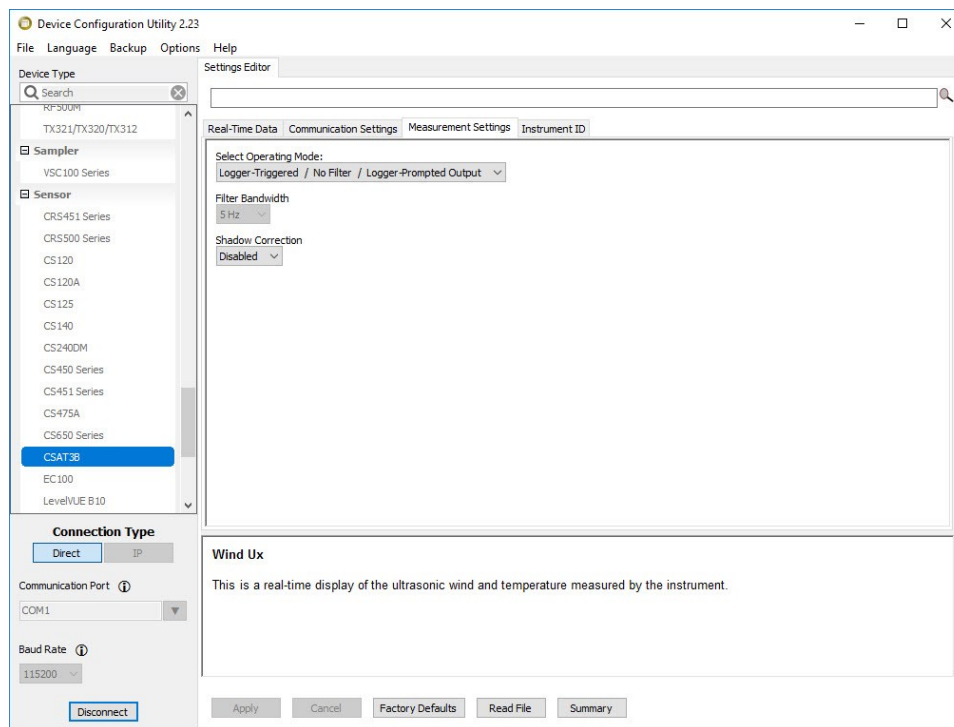 Device Configuration Utility 2.23
File Language Backup Options Help
Device Type
Search
RF500M
TX321/TX320/TX312
Sampler
VSC100 Series
Sensor
CRS451 Series
CRS500 Series
CS120
CS120A
CS125
CS140
CS240DM
CS450 Series
CS451 Series
CS475A
CS650 Series
CSAT3B
EC100
LevelVUE B10
Connection Type
Direct IP
Communication Port
COM1
Baud Rate
115200
Disconnect
Settings Editor
Real-Time Data Communication Settings Measurement Settings Instrument ID
Select Operating Mode:
Logger-Triggered / No Filter / Logger-Prompted Output
Filter Bandwidth
5 Hz
Shadow Correction
Disabled
Wind Ux
This is a real-time display of the ultrasonic wind and temperature measured by the instrument.
Apply Cancel Factory Defaults Read File Summary